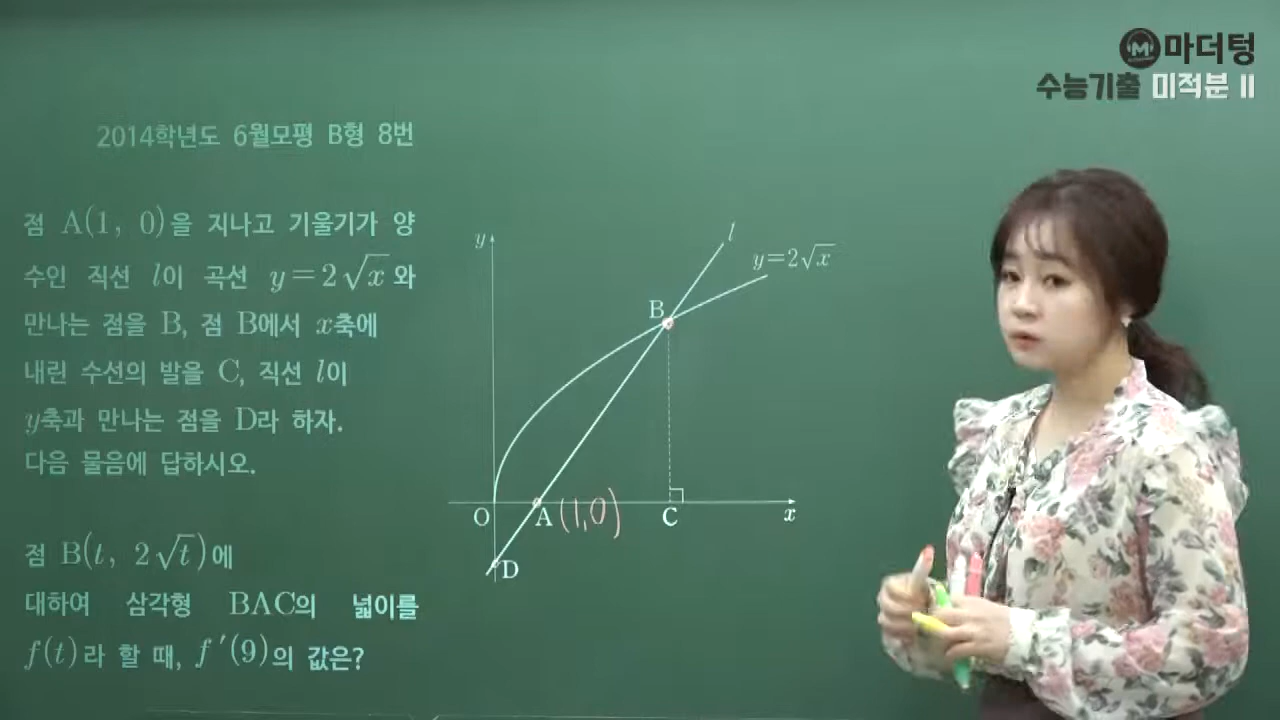 마더텅
수능기출 미적분 II
2014학년도 6월모평 B형 8번
점 A(1, 0)을 지나고 기울기가 양
수인 직선 l이 곡선 y=2√x 와
만나는 점을 B, 점 B에서 x축에
내린 수선의 발을 C, 직선 l이
y축과 만나는 점을 D라 하자.
다음 물음에 답하시오.
점 B(t, 2√t)에
대하여 삼각형 BAC의 넓이를
f(t)라 할 때, f′(9)의 값은?
y
l
y=2√x
B
O
A (1,0)
C
x
D